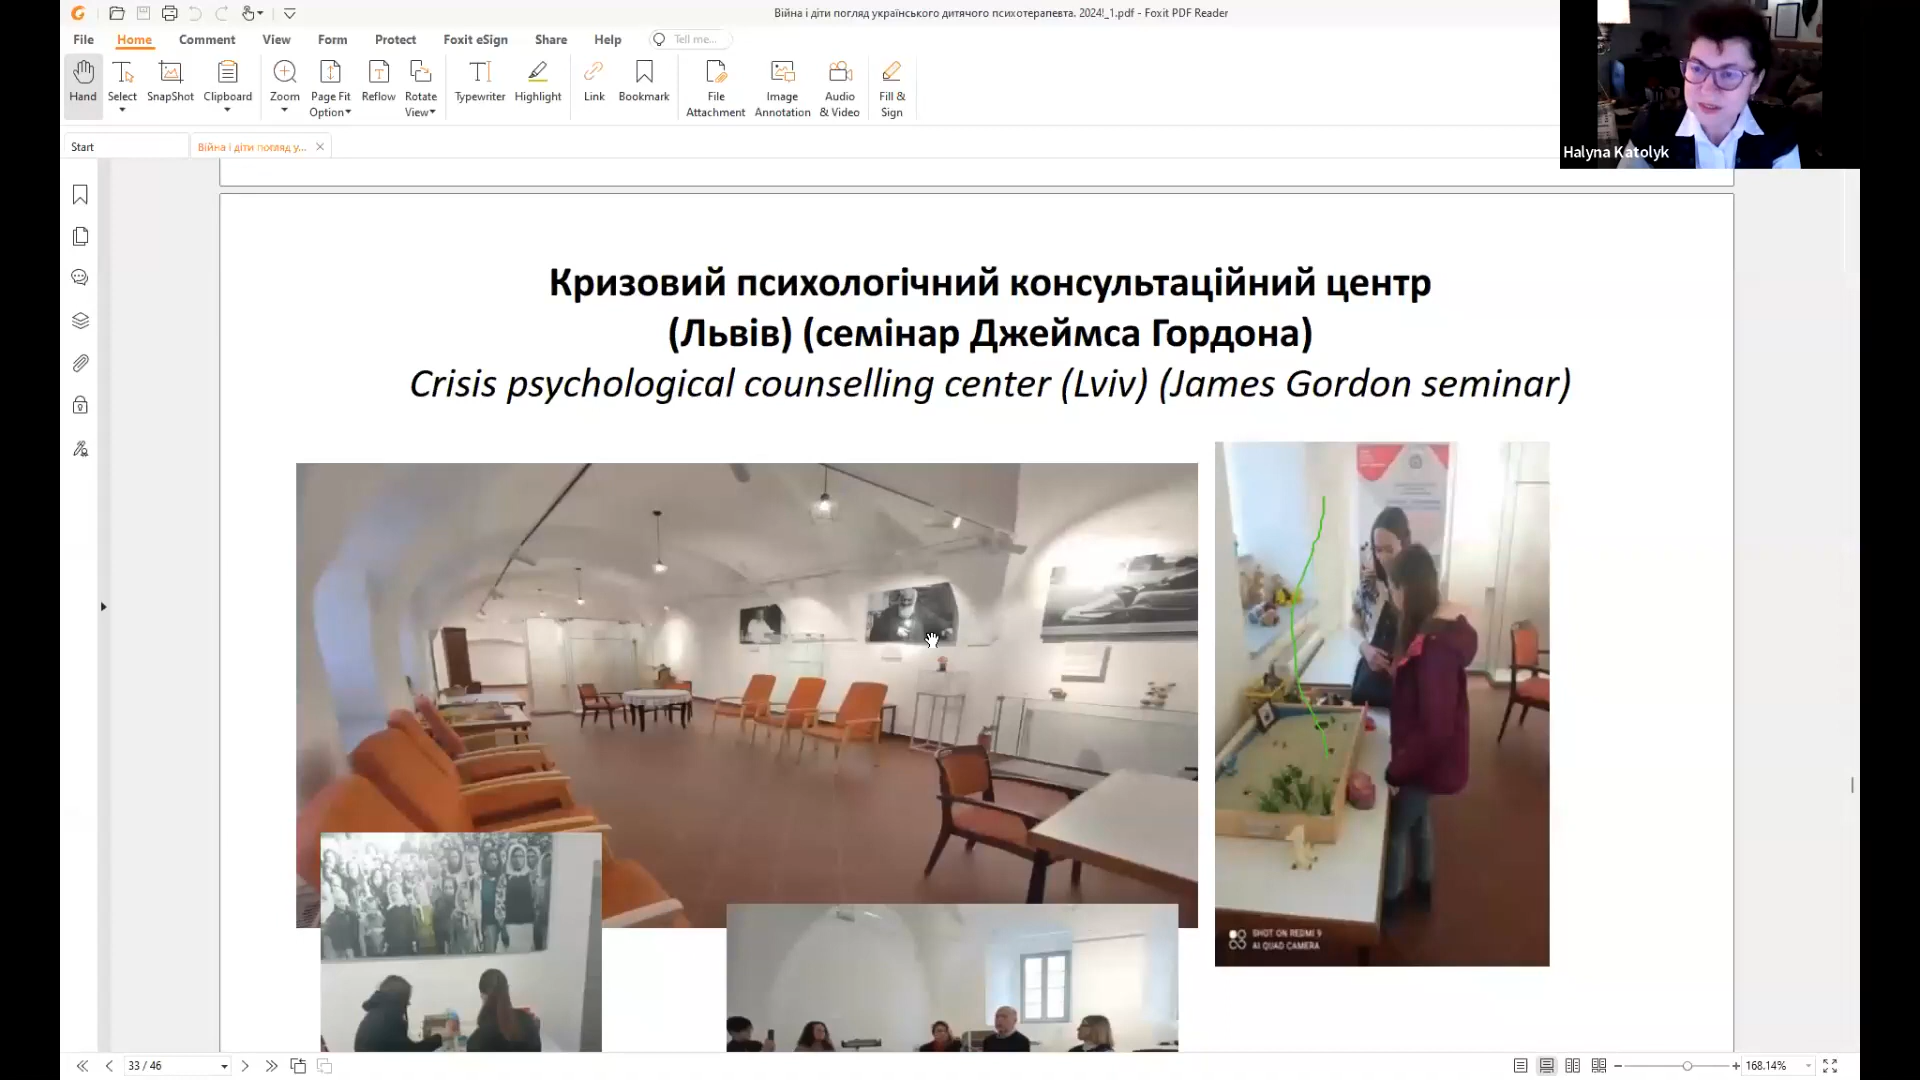 Війна і діти погляд українського дитячого психотерапевта. 2024!_1.pdf - Foxit PDF Reader
File Home Comment View Form Protect Foxit eSign Share Help Tell me...
Hand Select SnapShot Clipboard Zoom Page Fit Option Reflow Rotate View Typewriter Highlight Link Bookmark File Attachment Image Annotation Audio & Video Fill & Sign
Halyna Katolyk
Start Війна і діти погляд у...
Кризовий психологічний консультаційний центр
(Львів) (семінар Джеймса Гордона)
Crisis psychological counselling center (Lviv) (James Gordon seminar)
SHOT ON REDMI 9
AI QUAD CAMERA
33 / 46
168.14%